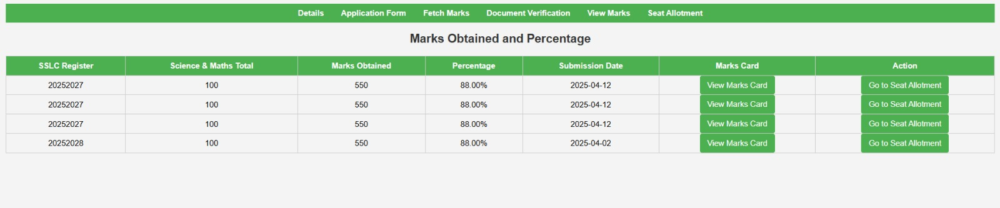 Details Application Form Fetch Marks Document Verification View Marks Seat Allotment
Marks Obtained and Percentage
SSLC Register Science & Maths Total Marks Obtained Percentage Submission Date Marks Card Action
20252027 100 550 88.00% 2025-04-12 View Marks Card Go to Seat Allotment
20252027 100 550 88.00% 2025-04-12 View Marks Card Go to Seat Allotment
20252027 100 550 88.00% 2025-04-12 View Marks Card Go to Seat Allotment
20252028 100 550 88.00% 2025-04-02 View Marks Card Go to Seat Allotment